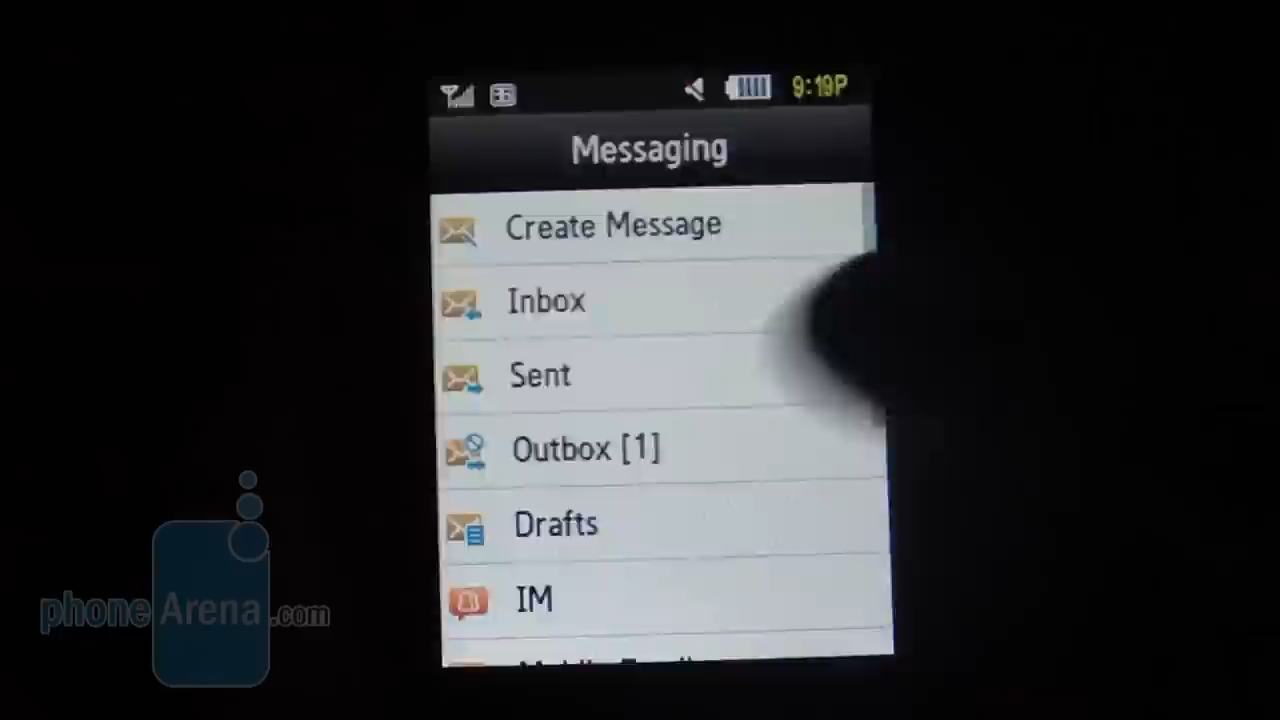 9:19P
Messaging
Create Message
Inbox
Sent
Outbox [1]
Drafts
IM
phoneArena.com